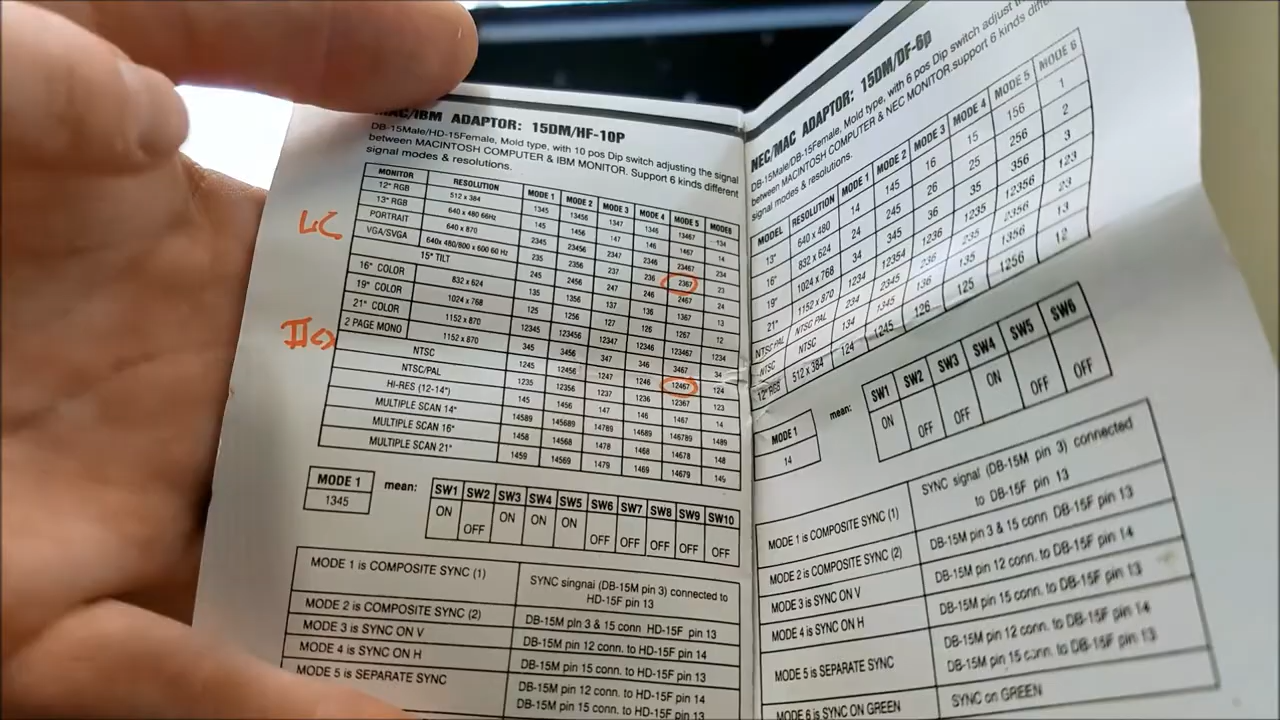 MAC/IBM ADAPTOR: 15DM/HF-10P
DB-15Male/HD-15Female, Mold type, with 10 pos Dip switch adjusting the signal
between MACINTOSH COMPUTER & IBM MONITOR. Support 6 kinds different
signal modes & resolutions.
MONITOR RESOLUTION MODE 1 MODE 2 MODE 3 MODE 4 MODE 5 MODE6
12" RGB 512 x 384 1345 13456 1347 1346 13467 134
13" RGB 640 x 480 66Hz 145 1456 147 146 1467 14
LC
PORTRAIT 640 x 870 2345 23456 2347 2346 23467 234
VGA/SVGA 640x 480/800 x 600 60 Hz 235 2356 237 236 2367 23
15" TILT 245 2456 247 246 2467 24
16" COLOR 832 x 624 135 1356 137 136 1367 13
19" COLOR 1024 x 768 125 1256 127 126 1267 12
21" COLOR 1152 x 870 12345 123456 12347 12346 123467 1234
2 PAGE MONO 1152 x 870 345 3456 347 346 3467 34
NTSC 1245 12456 1247 1246 12467 124
NTSC/PAL 1235 12356 1237 1236 12367 123
HI-RES (12-14") 145 1456 147 146 1467 14
MULTIPLE SCAN 14" 14589 145689 14789 14689 146789 1489
MULTIPLE SCAN 16" 1458 14568 1478 1468 14678 148
MULTIPLE SCAN 21" 1459 14569 1479 1469 14679 149
MODE 1 mean: SW1 SW2 SW3 SW4 SW5 SW6 SW7 SW8 SW9 SW10
1345 ON OFF ON ON ON OFF OFF OFF OFF OFF
MODE 1 is COMPOSITE SYNC (1) SYNC singnai (DB-15M pin 3) connected to
HD-15F pin 13
MODE 2 is COMPOSITE SYNC (2) DB-15M pln 3 & 15 conn HD-15F pin 13
MODE 3 is SYNC ON V DB-15M pin 12 conn. to HD-15F pin 14
MODE 4 is SYNC ON H DB-15M pin 15 conn. to HD-15F pin 13
MODE 5 is SEPARATE SYNC DB-15M pin 12 conn. to HD-15F pin 14
DB-15M pin 15 conn. to HD-15F pin 13
NEC/MAC ADAPTOR: 15DM/DF-6p
DB-15Male/DB-15Female, Mold type, with 6 pos Dip switch adjust
between MACINTOSH COMPUTER & NEC MONITOR.support 6 kinds
signal modes & resolutions.
MODEL RESOLUTION MODE 1 MODE 2 MODE 3 MODE 4 MODE 5 MODE 6
13" 640 x 480 14 145 16 15 156 1
16" 832 x 624 24 245 26 25 256 2
19" 1024 x 768 34 345 36 35 356 3
21" 1152 x 870 1234 12354 1236 1235 12356 123
NTSC/PAL NTSC PAL 234 2345 236 235 2356 23
NTSC NTSC 134 1345 136 135 1356 13
12" RGB 512 x 384 124 1245 126 125 1256 12
MODE 1 mean: SW1 SW2 SW3 SW4 SW5 SW6
14 ON OFF OFF ON OFF OFF
MODE 1 is COMPOSITE SYNC (1) SYNC signal (DB-15M pin 3) connected
to DB-15F pin 13
MODE 2 is COMPOSITE SYNC (2) DB-15M pin 3 & 15 conn DB-15F pin 13
MODE 3 is SYNC ON V DB-15M pin 12 conn. to DB-15F pin 14
MODE 4 is SYNC ON H DB-15M pin 15 conn. to DB-15F pin 13
MODE 5 is SEPARATE SYNC DB-15M pin 12 conn. to DB-15F pin 14
DB-15M pin 15 conn. to DB-15F pin 13
MODE 6 is SYNC ON GREEN SYNC on GREEN